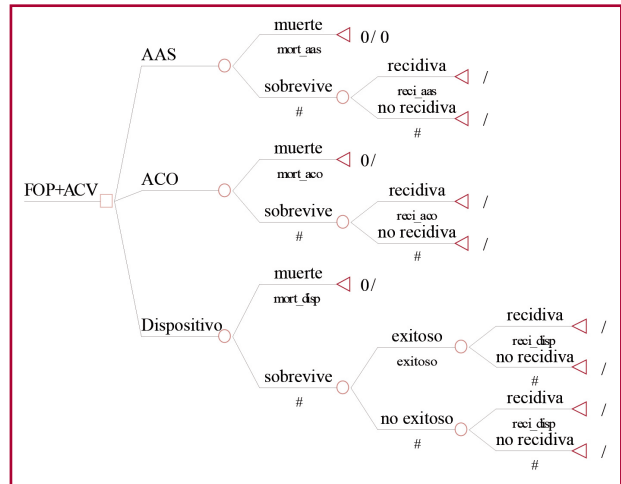 muerte
0/ 0
mort_aas
AAS
recidiva
/
reci_aas
sobrevive
no recidiva
/
#
#
muerte
0/
mort_aco
ACO
recidiva
/
reci_aco
sobrevive
no recidiva
/
#
#
FOP+ACV
muerte
0/
mort_disp
Dispositivo
recidiva
/
reci_disp
exitoso
no recidiva
/
exitoso
#
sobrevive
#
recidiva
/
reci_disp
no exitoso
no recidiva
/
#
#